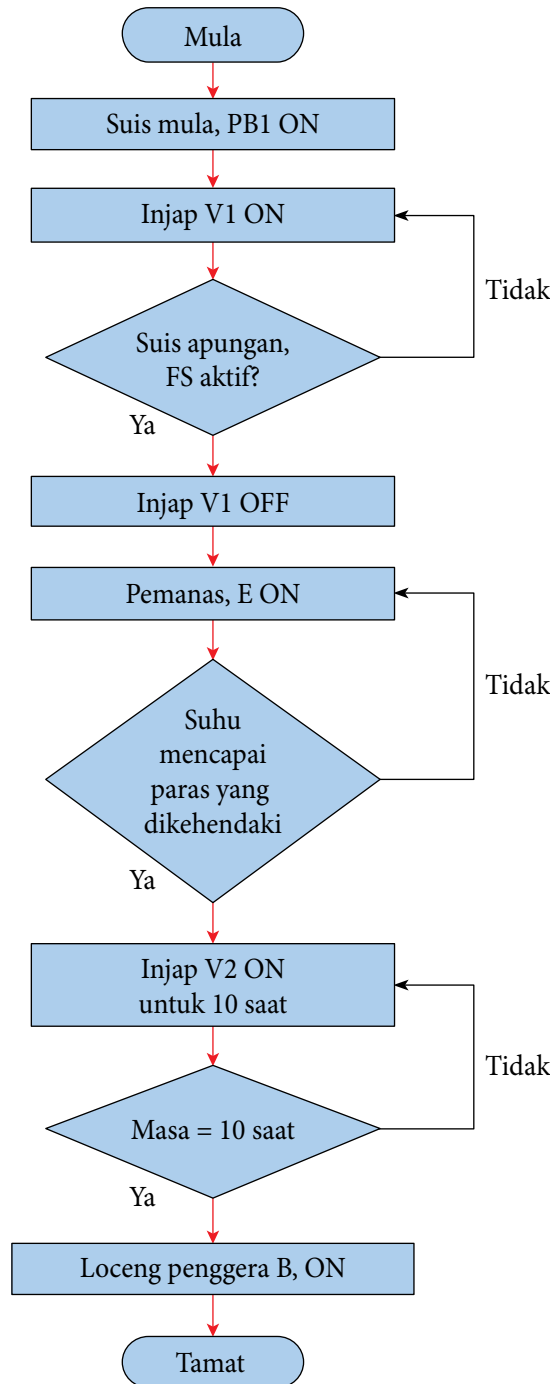 Mula
Suis mula, PB1 ON
Injap V1 ON
Tidak
Suis apungan,
FS aktif?
Ya
Injap V1 OFF
Pemanas, E ON
Tidak
Suhu
mencapai
paras yang
dikehendaki
Ya
Injap V2 ON
untuk 10 saat
Tidak
Masa = 10 saat
Ya
Loceng penggera B, ON
Tamat